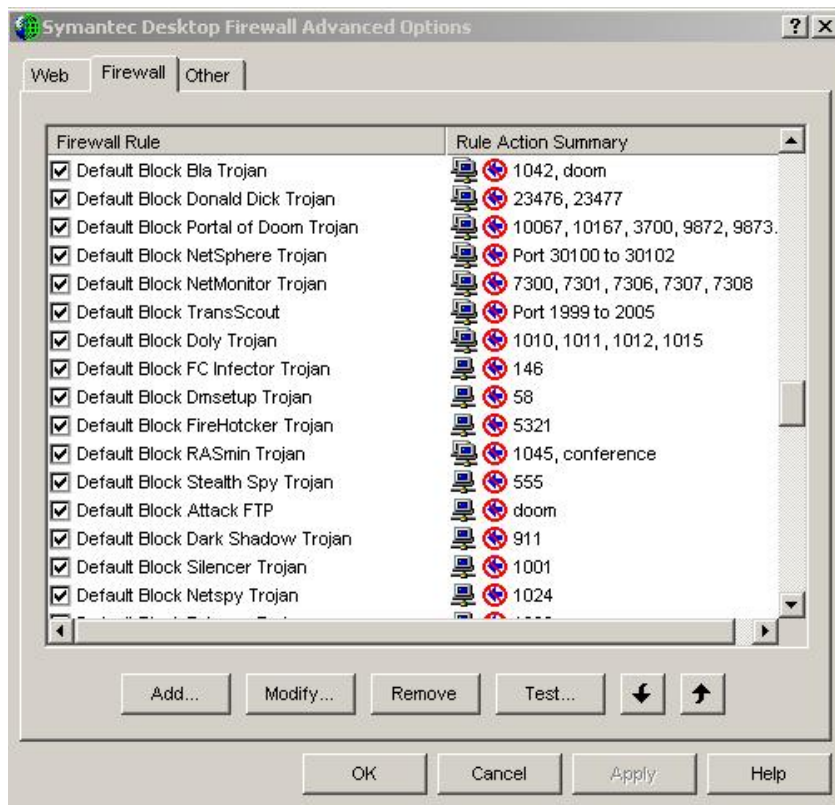 Symantec Desktop Firewall Advanced Options
Web Firewall Other
Firewall Rule Rule Action Summary
Default Block Bla Trojan 1042, doom
Default Block Donald Dick Trojan 23476, 23477
Default Block Portal of Doom Trojan 10067, 10167, 3700, 9872, 9873.
Default Block NetSphere Trojan Port 30100 to 30102
Default Block NetMonitor Trojan 7300, 7301, 7306, 7307, 7308
Default Block TransScout Port 1999 to 2005
Default Block Doly Trojan 1010, 1011, 1012, 1015
Default Block FC Infector Trojan 146
Default Block Dmsetup Trojan 58
Default Block FireHotcker Trojan 5321
Default Block RASmin Trojan 1045, conference
Default Block Stealth Spy Trojan 555
Default Block Attack FTP doom
Default Block Dark Shadow Trojan 911
Default Block Silencer Trojan 1001
Default Block Netspy Trojan 1024
Add... Modify... Remove Test...
OK Cancel Apply Help